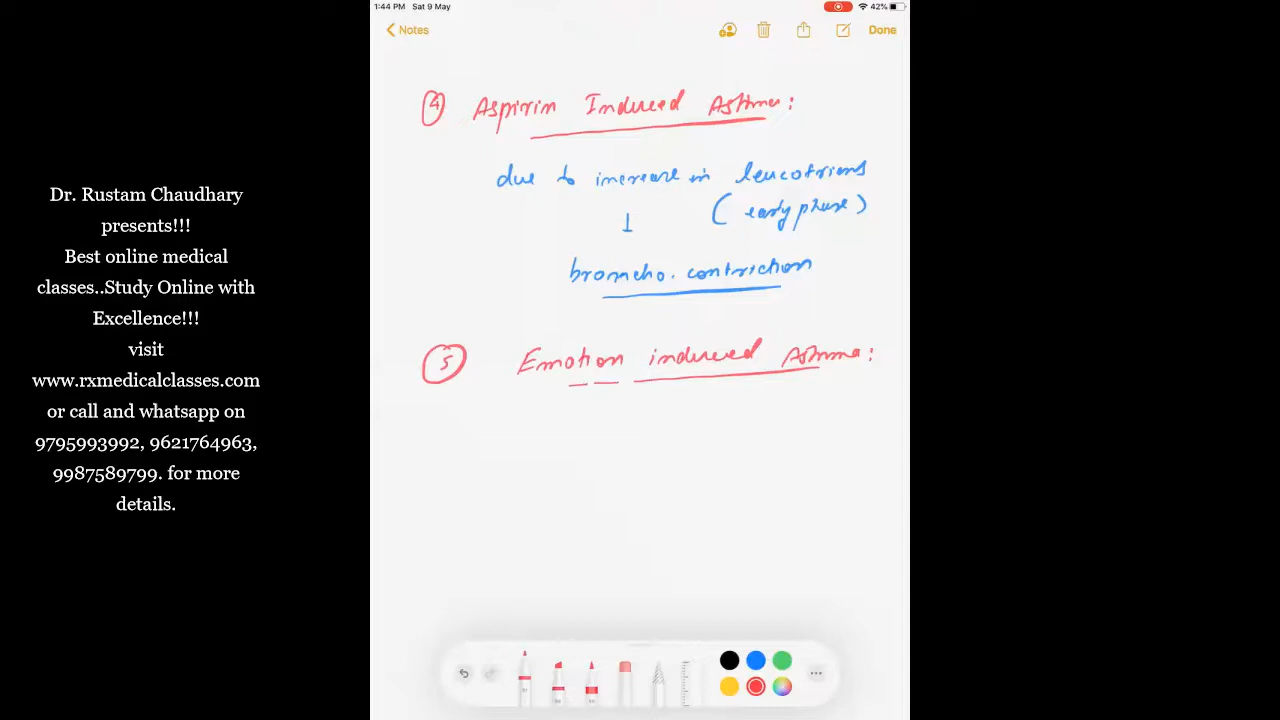 1:44 PM Sat 9 May 42%
Notes Done
Dr. Rustam Chaudhary
presents!!!
Best online medical
classes..Study Online with
Excellence!!!
visit
www.rxmedicalclasses.com
or call and whatsapp on
9795993992, 9621764963,
9987589799. for more
details.
4 Aspirin Induced Asthma:
due to increase in leucotriens
(early phase)
broncho.contriction
5 Emotion induced Asthma: